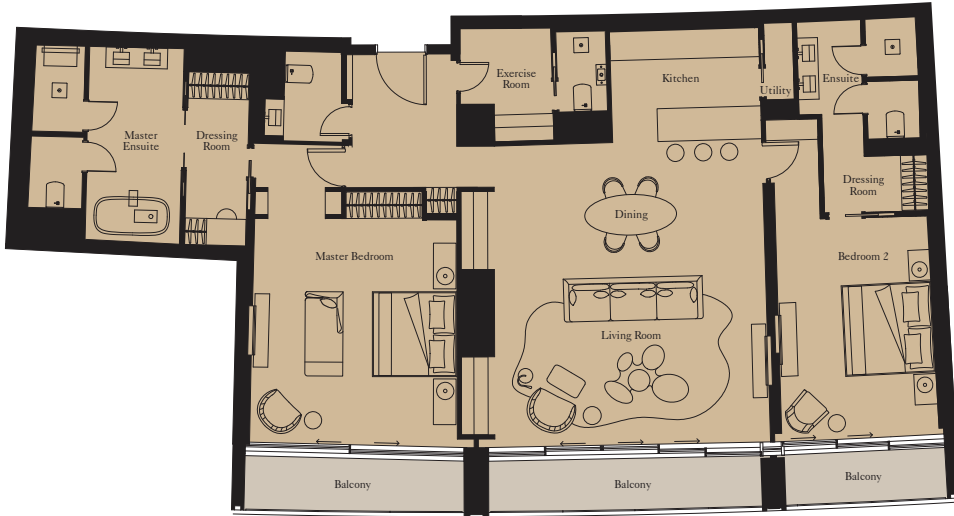 Exercise
Room
Kitchen
Utility
Ensuite
Master
Ensuite
Dressing
Room
Dressing
Room
Dining
Master Bedroom
Bedroom 2
Living Room
Balcony
Balcony
Balcony